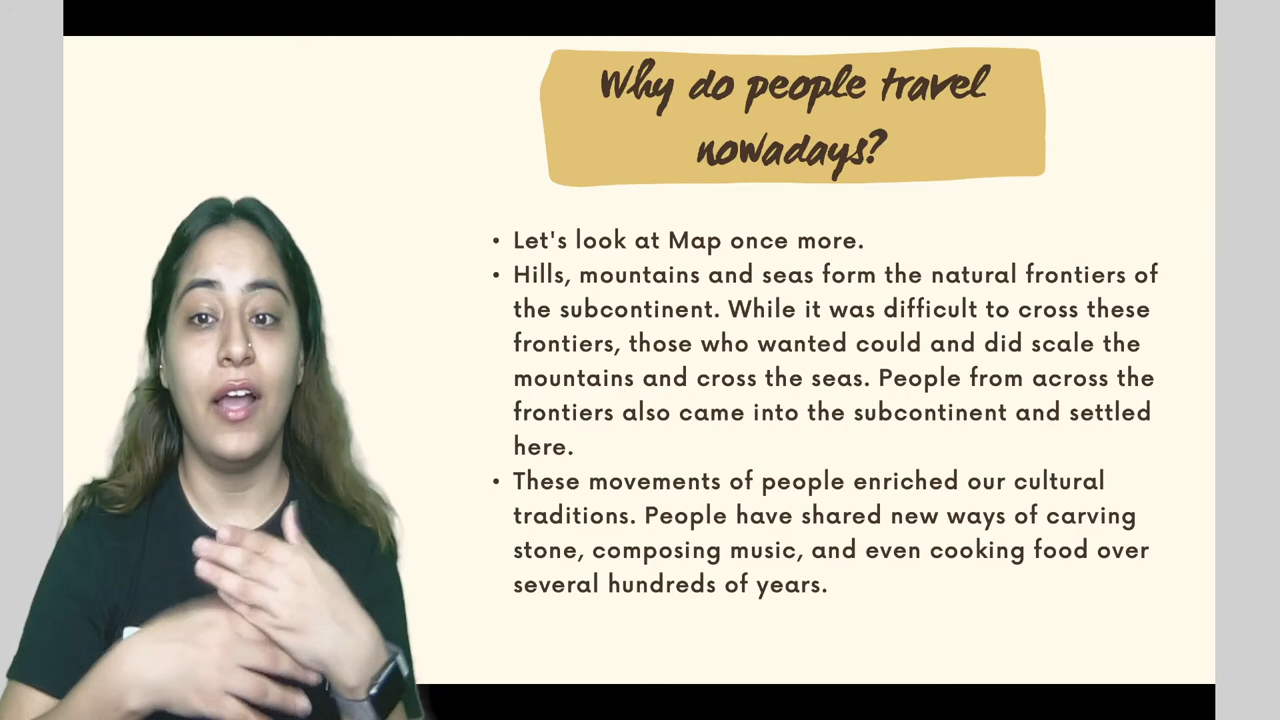 Why do people travel
nowadays?
• Let's look at Map once more.
• Hills, mountains and seas form the natural frontiers of
the subcontinent. While it was difficult to cross these
frontiers, those who wanted could and did scale the
mountains and cross the seas. People from across the
frontiers also came into the subcontinent and settled
here.
• These movements of people enriched our cultural
traditions. People have shared new ways of carving
stone, composing music, and even cooking food over
several hundreds of years.